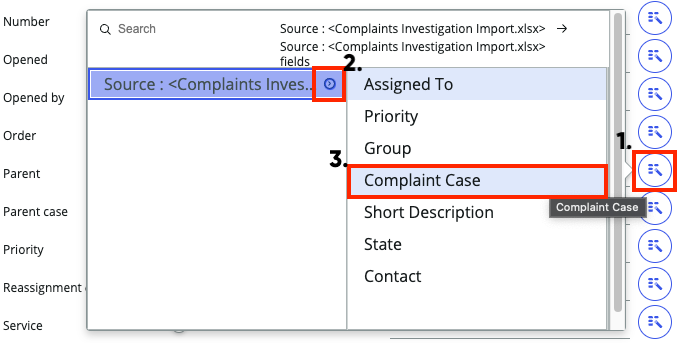 Number
Opened
Opened by
Order
Parent
Parent case
Priority
Reassignment
Service
Search
Source : <Complaints Investigation Import.xlsx> →
Source : <Complaints Investigation Import.xlsx>
fields
2.
Source : <Complaints Inves...
Assigned To
Priority
Group
1.
3.
Complaint Case
Complaint Case
Short Description
State
Contact